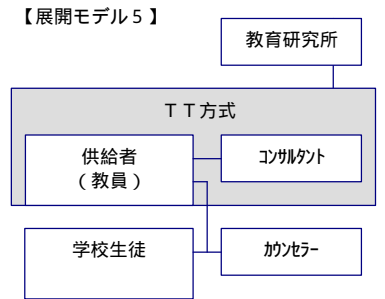 【展開モデル５】
教育研究所
ＴＴ方式
供給者
（教員）
ｺﾝｻﾙﾀﾝﾄ
学校生徒
ｶｳﾝｾﾗｰ